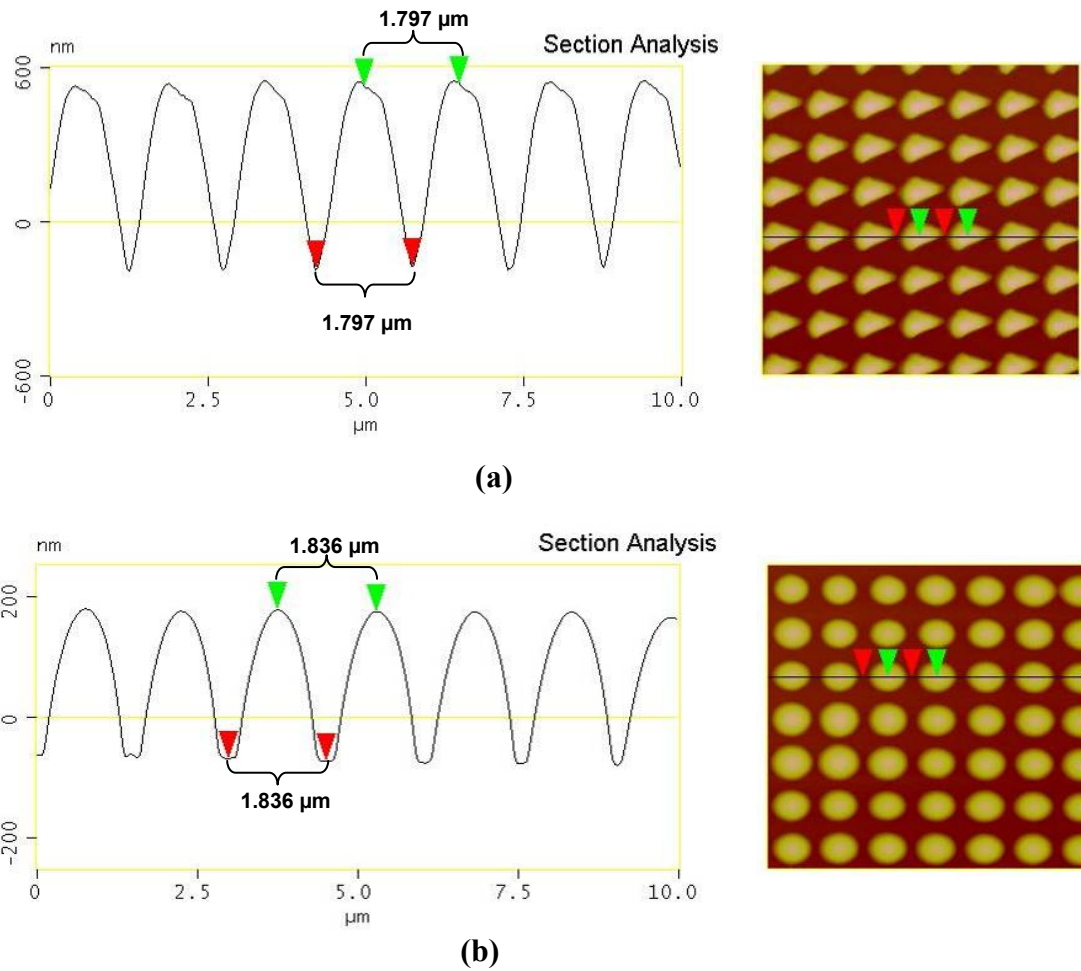 1.797 µm
nm
Section Analysis
600
0
-600
1.797 µm
0 2.5 5.0 7.5 10.0
µm
(a)
1.836 µm
nm
Section Analysis
200
0
-200
1.836 µm
0 2.5 5.0 7.5 10.0
µm
(b)